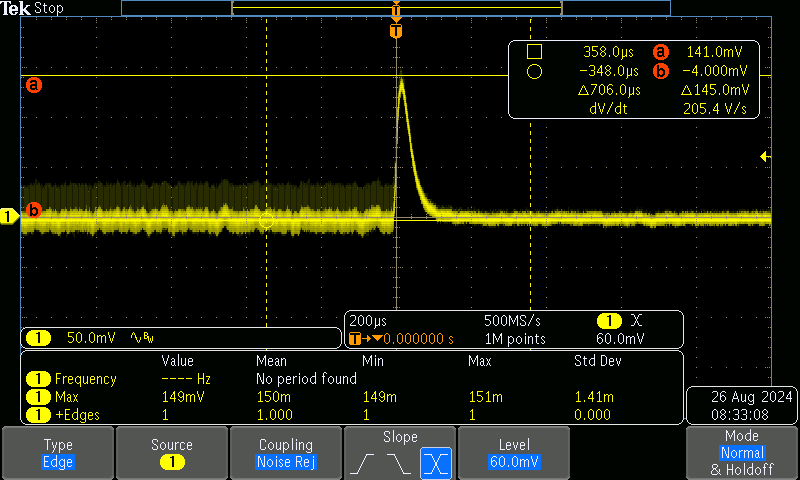 Tek Stop
T
T
358.0µs a 141.0mV
−348.0µs b −4.000mV
△706.0µs △145.0mV
dV/dt 205.4 V/s
a
b
1
1 50.0mV BW
200µs 500MS/s 1
T→▼0.000000 s 1M points 60.0mV
Value Mean Min Max Std Dev
1 Frequency −−−− Hz No period found
1 Max 149mV 150m 149m 151m 1.41m
1 +Edges 1 1.000 1 1 0.000
26 Aug 2024
08:33:08
Type
Edge
Source
1
Coupling
Noise Rej
Slope
Level
60.0mV
Mode
Normal
& Holdoff